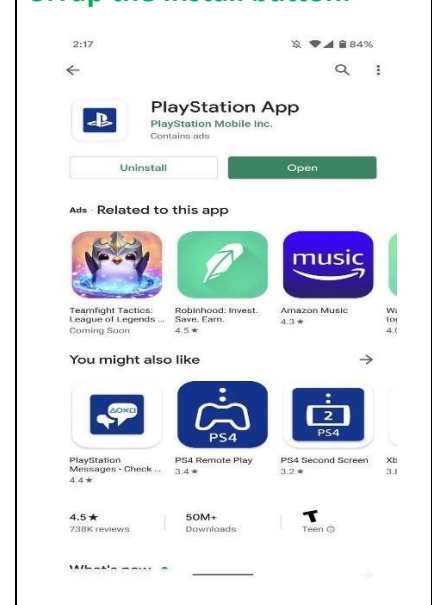 the Install button.
2:17
84%
PlayStation App
PlayStation Mobile Inc.
Contains ads
Uninstall
Open
Ads · Related to this app
music
Teamfight Tactics:
League of Legends ...
Coming Soon
Robinhood: Invest.
Save. Earn.
4.5 ★
Amazon Music
4.3 ★
You might also like
→
PS4
2
PS4
PlayStation
Messages - Check ...
4.4 ★
PS4 Remote Play
3.4 ★
PS4 Second Screen
3.2 ★
4.5 ★
738K reviews
50M+
Downloads
T
Teen
What's new